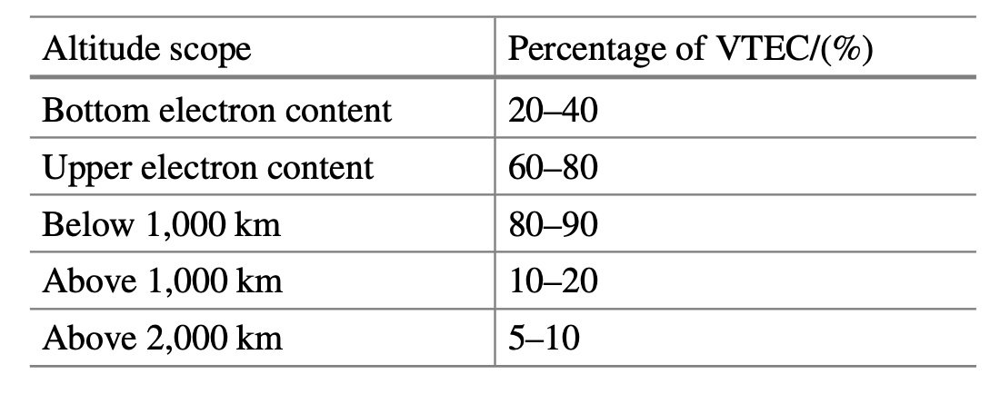 Altitude scope Percentage of VTEC/(%)
Bottom electron content 20–40
Upper electron content 60–80
Below 1,000 km 80–90
Above 1,000 km 10–20
Above 2,000 km 5–10